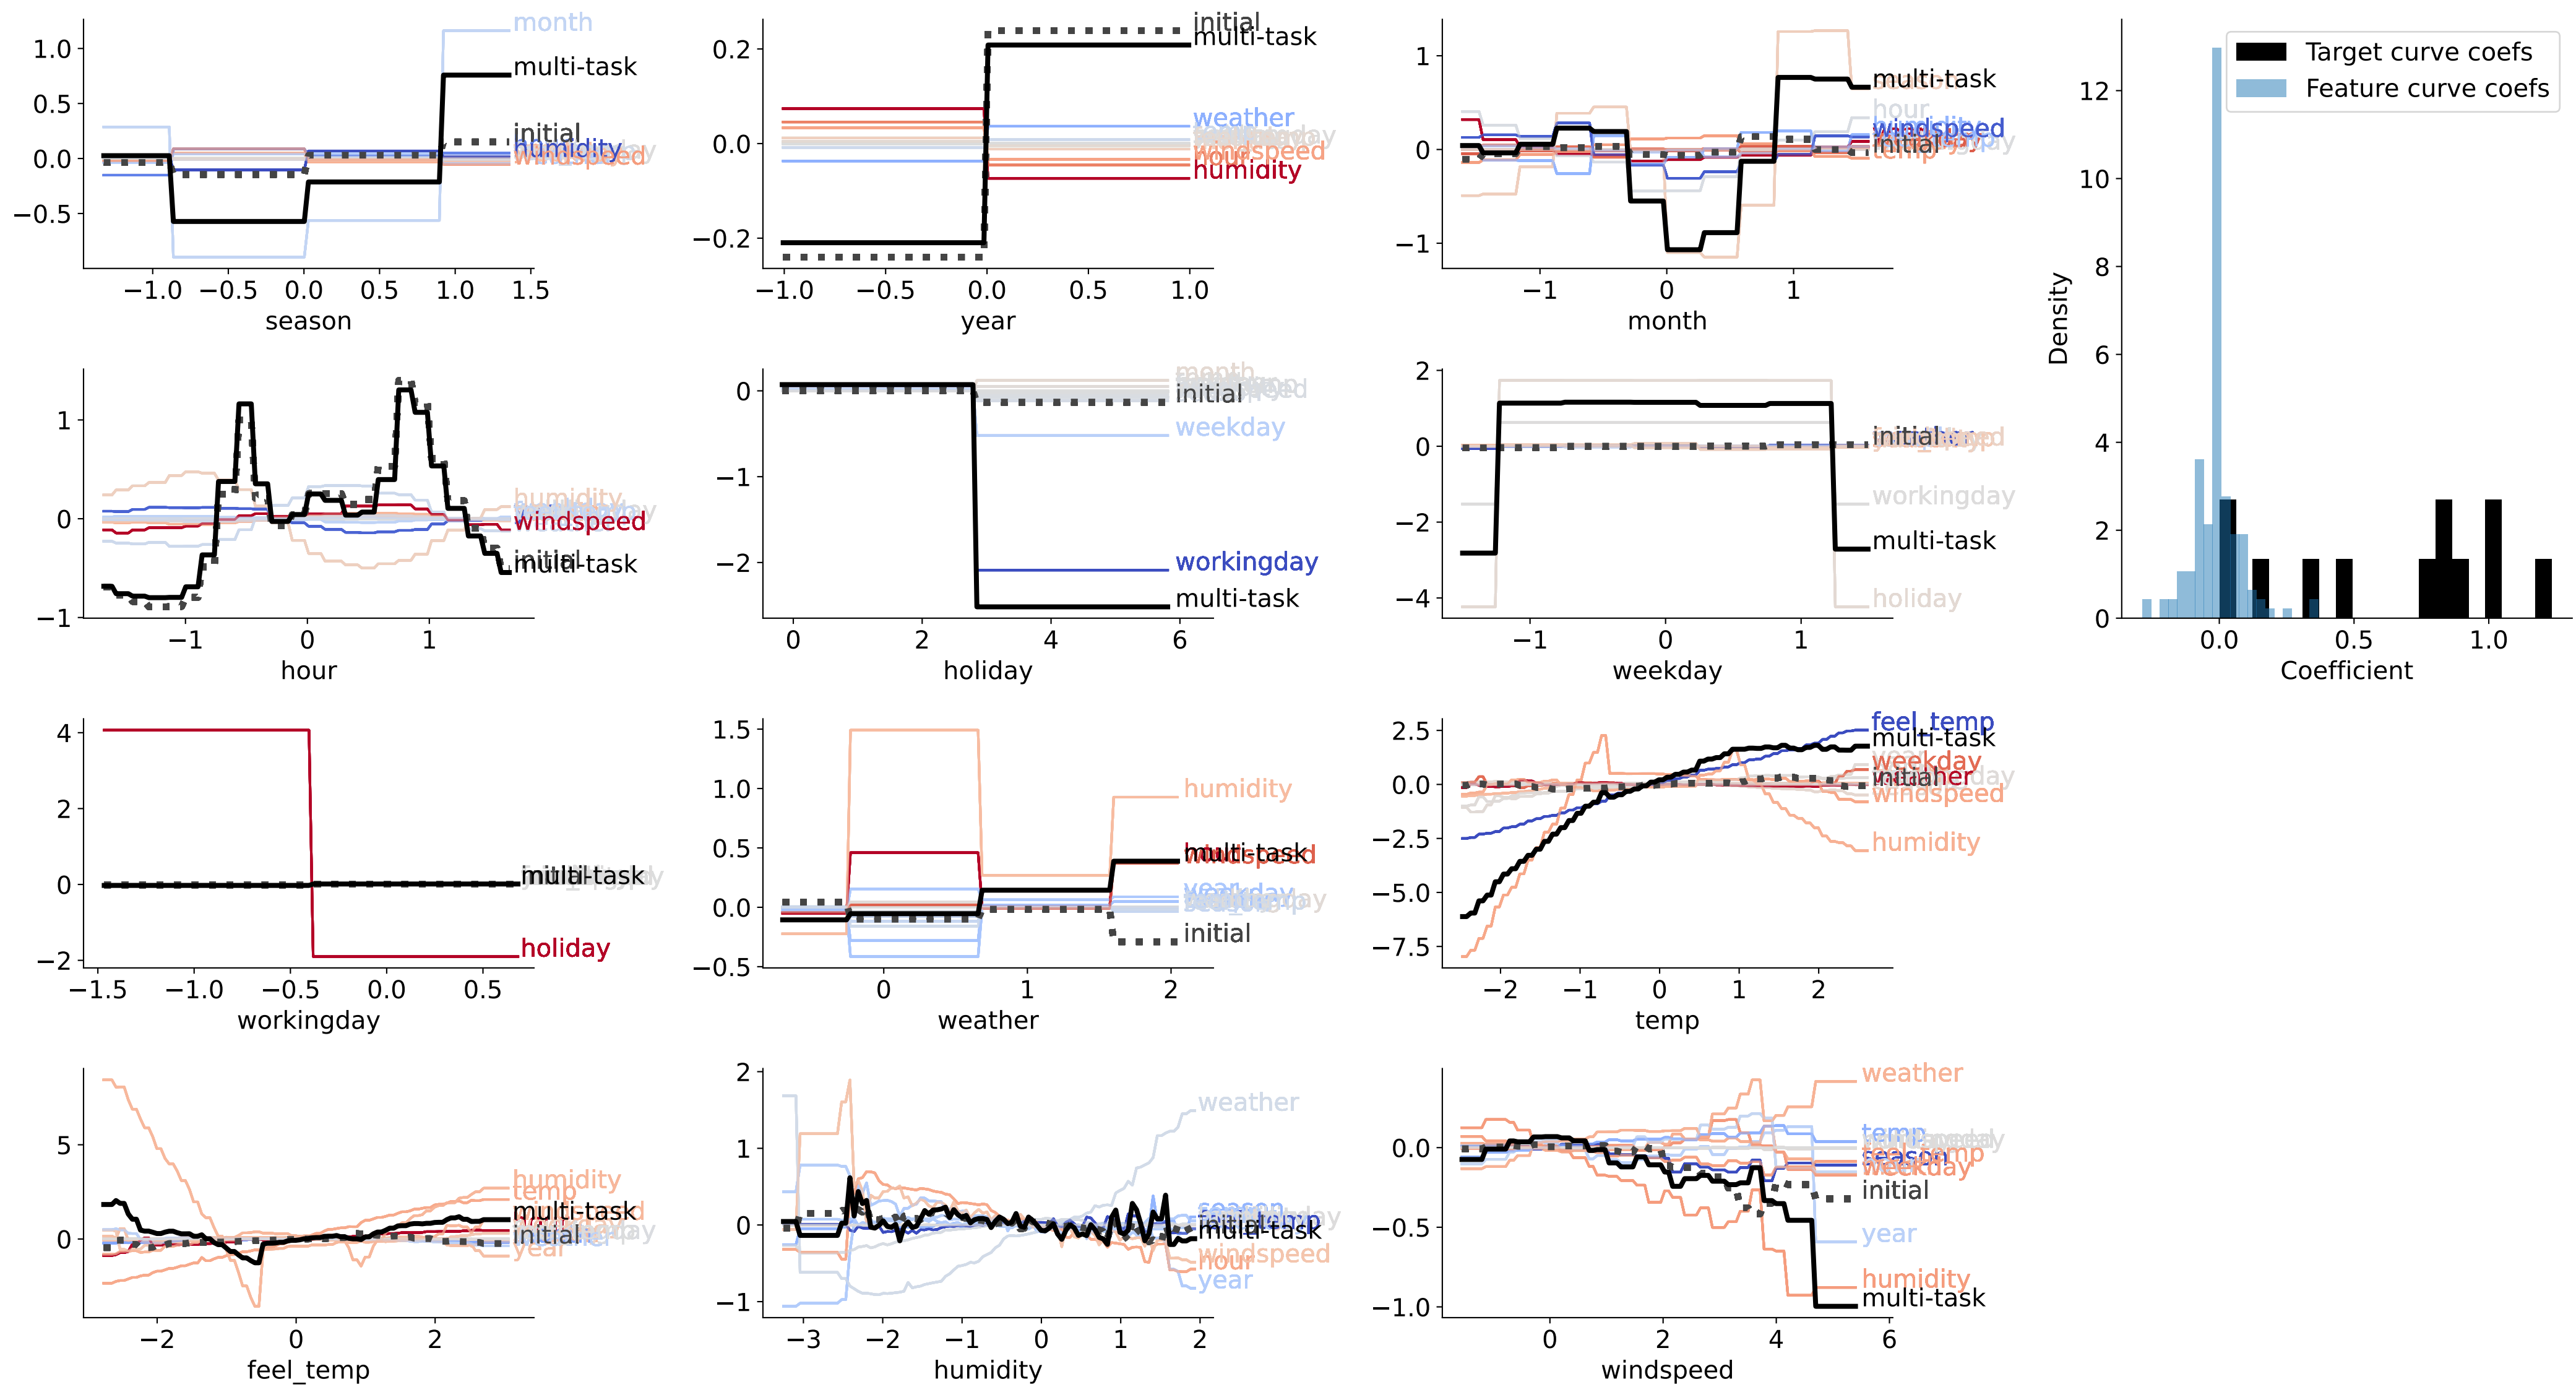 1.0
0.5
0.0
−0.5
month
multi-task
initial
humidity
windspeed
−1.0 −0.5 0.0 0.5 1.0 1.5
season
0.2
0.0
−0.2
initial
multi-task
weather
windspeed
hour
humidity
−1.0 −0.5 0.0 0.5 1.0
year
1
0
−1
multi-task
season
hour
humidity
windspeed
initial
temp
−1 0 1
month
12
10
8
6
4
2
0
Density
Target curve coefs
Feature curve coefs
0.0 0.5 1.0
Coefficient
1
0
−1
humidity
windspeed
initial
multi-task
−1 0 1
hour
0
−1
−2
month
initial
weekday
workingday
multi-task
0 2 4 6
holiday
2
0
−2
−4
initial
workingday
multi-task
holiday
−1 0 1
weekday
4
2
0
−2
multi-task
holiday
−1.5 −1.0 −0.5 0.0 0.5
workingday
1.5
1.0
0.5
0.0
−0.5
humidity
multi-task
windspeed
year
initial
0 1 2
weather
2.5
0.0
−2.5
−5.0
−7.5
feel_temp
multi-task
year
weekday
initial
windspeed
humidity
−2 −1 0 1 2
temp
5
0
humidity
temp
multi-task
initial
year
−2 0 2
feel_temp
2
1
0
−1
weather
season
multi-task
windspeed
hour
year
−3 −2 −1 0 1 2
humidity
0.0
−0.5
−1.0
weather
temp
season
weekday
initial
year
humidity
multi-task
0 2 4 6
windspeed